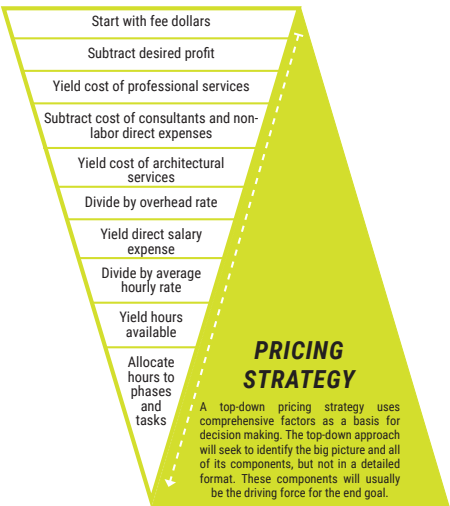 Start with fee dollars
Subtract desired profit
Yield cost of professional services
Subtract cost of consultants and non-
labor direct expenses
Yield cost of architectural
services
Divide by overhead rate
Yield direct salary
expense
Divide by average
hourly rate
Yield hours
available
Allocate
hours to
phases
and
tasks
PRICING
STRATEGY
A top-down pricing strategy uses
comprehensive factors as a basis for
decision making. The top-down approach
will seek to identify the big picture and all
of its components, but not in a detailed
format. These components will usually
be the driving force for the end goal.